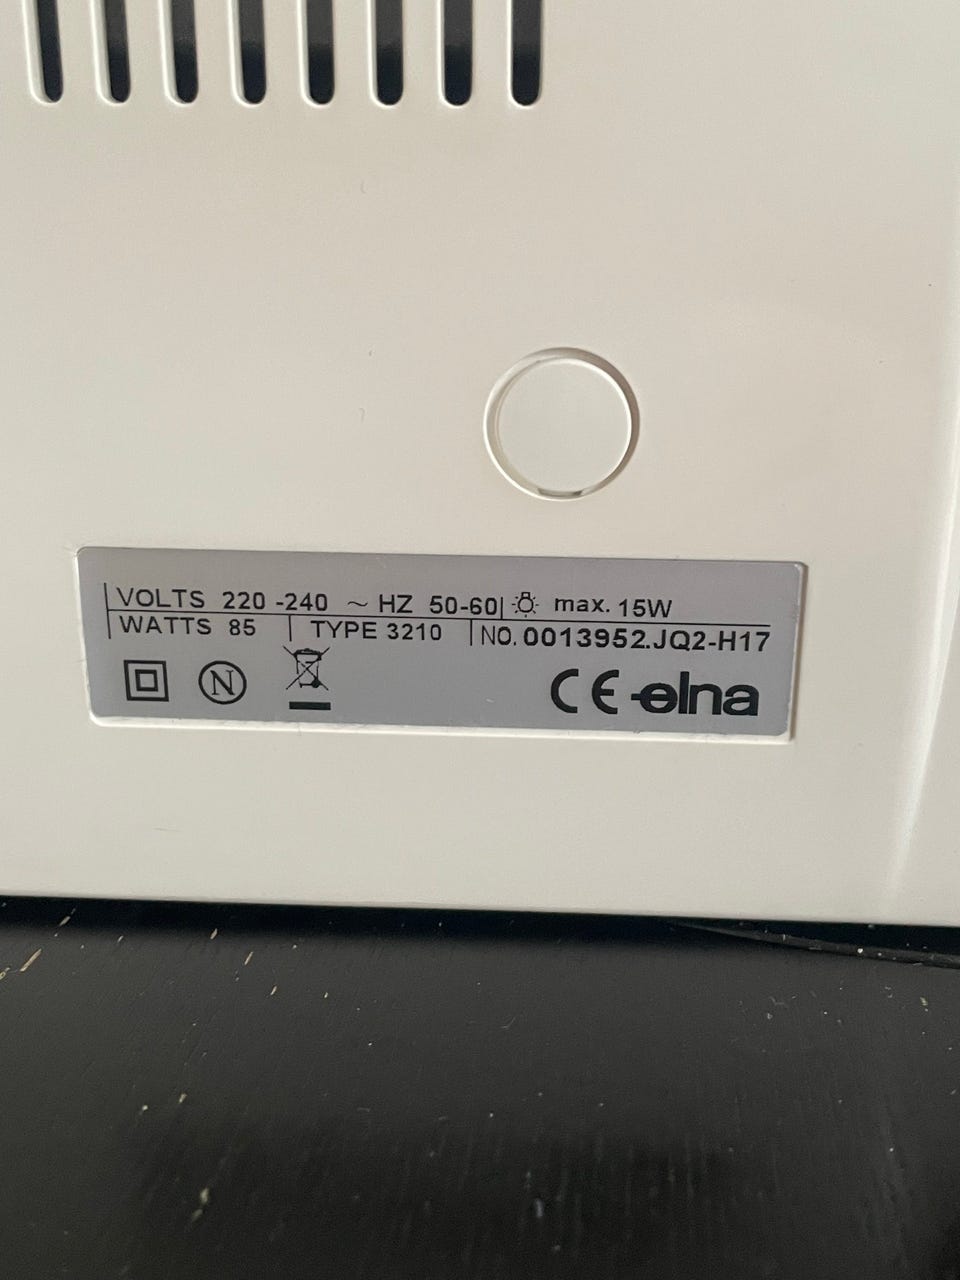 VOLTS 220 -240 ~ HZ 50-60 max. 15W
WATTS 85 TYPE 3210 NO. 0013952.JQ2-H17
N CE elna